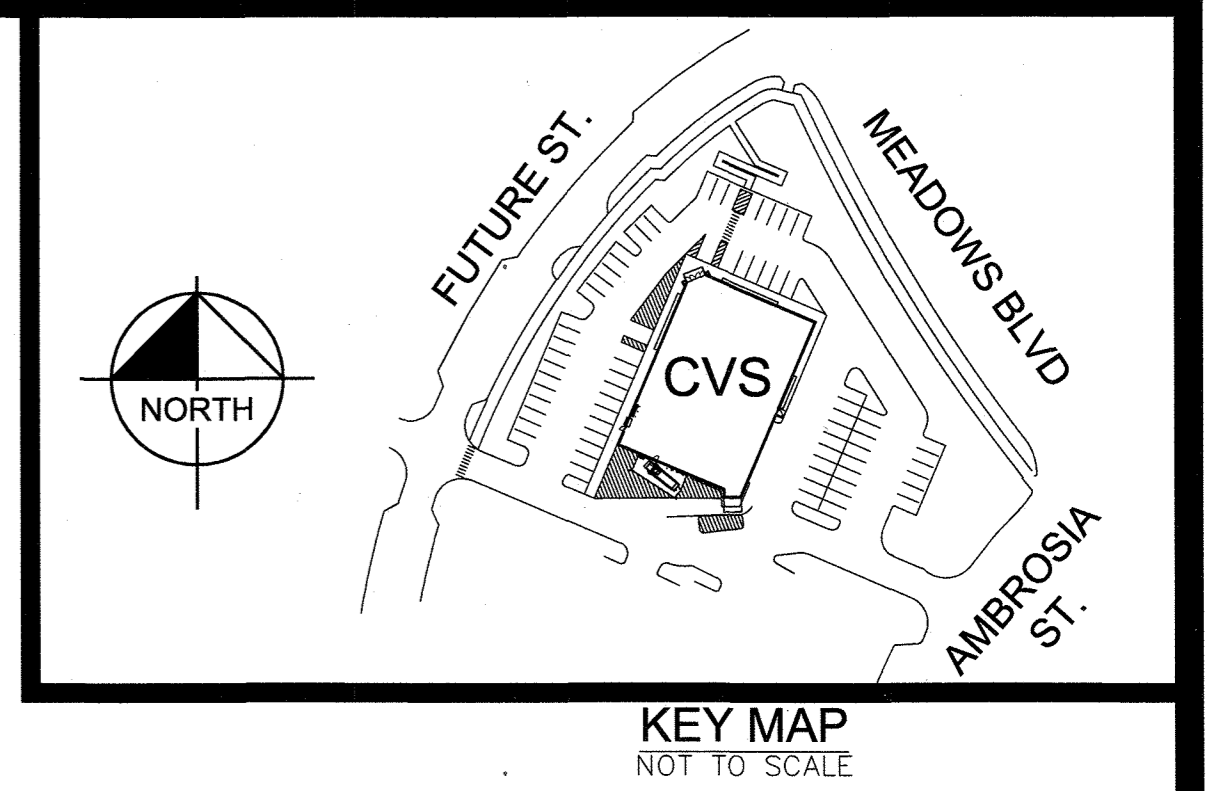 FUTURE ST.
MEADOWS BLVD
CVS
NORTH
AMBROSIA
ST.
KEY MAP
NOT TO SCALE